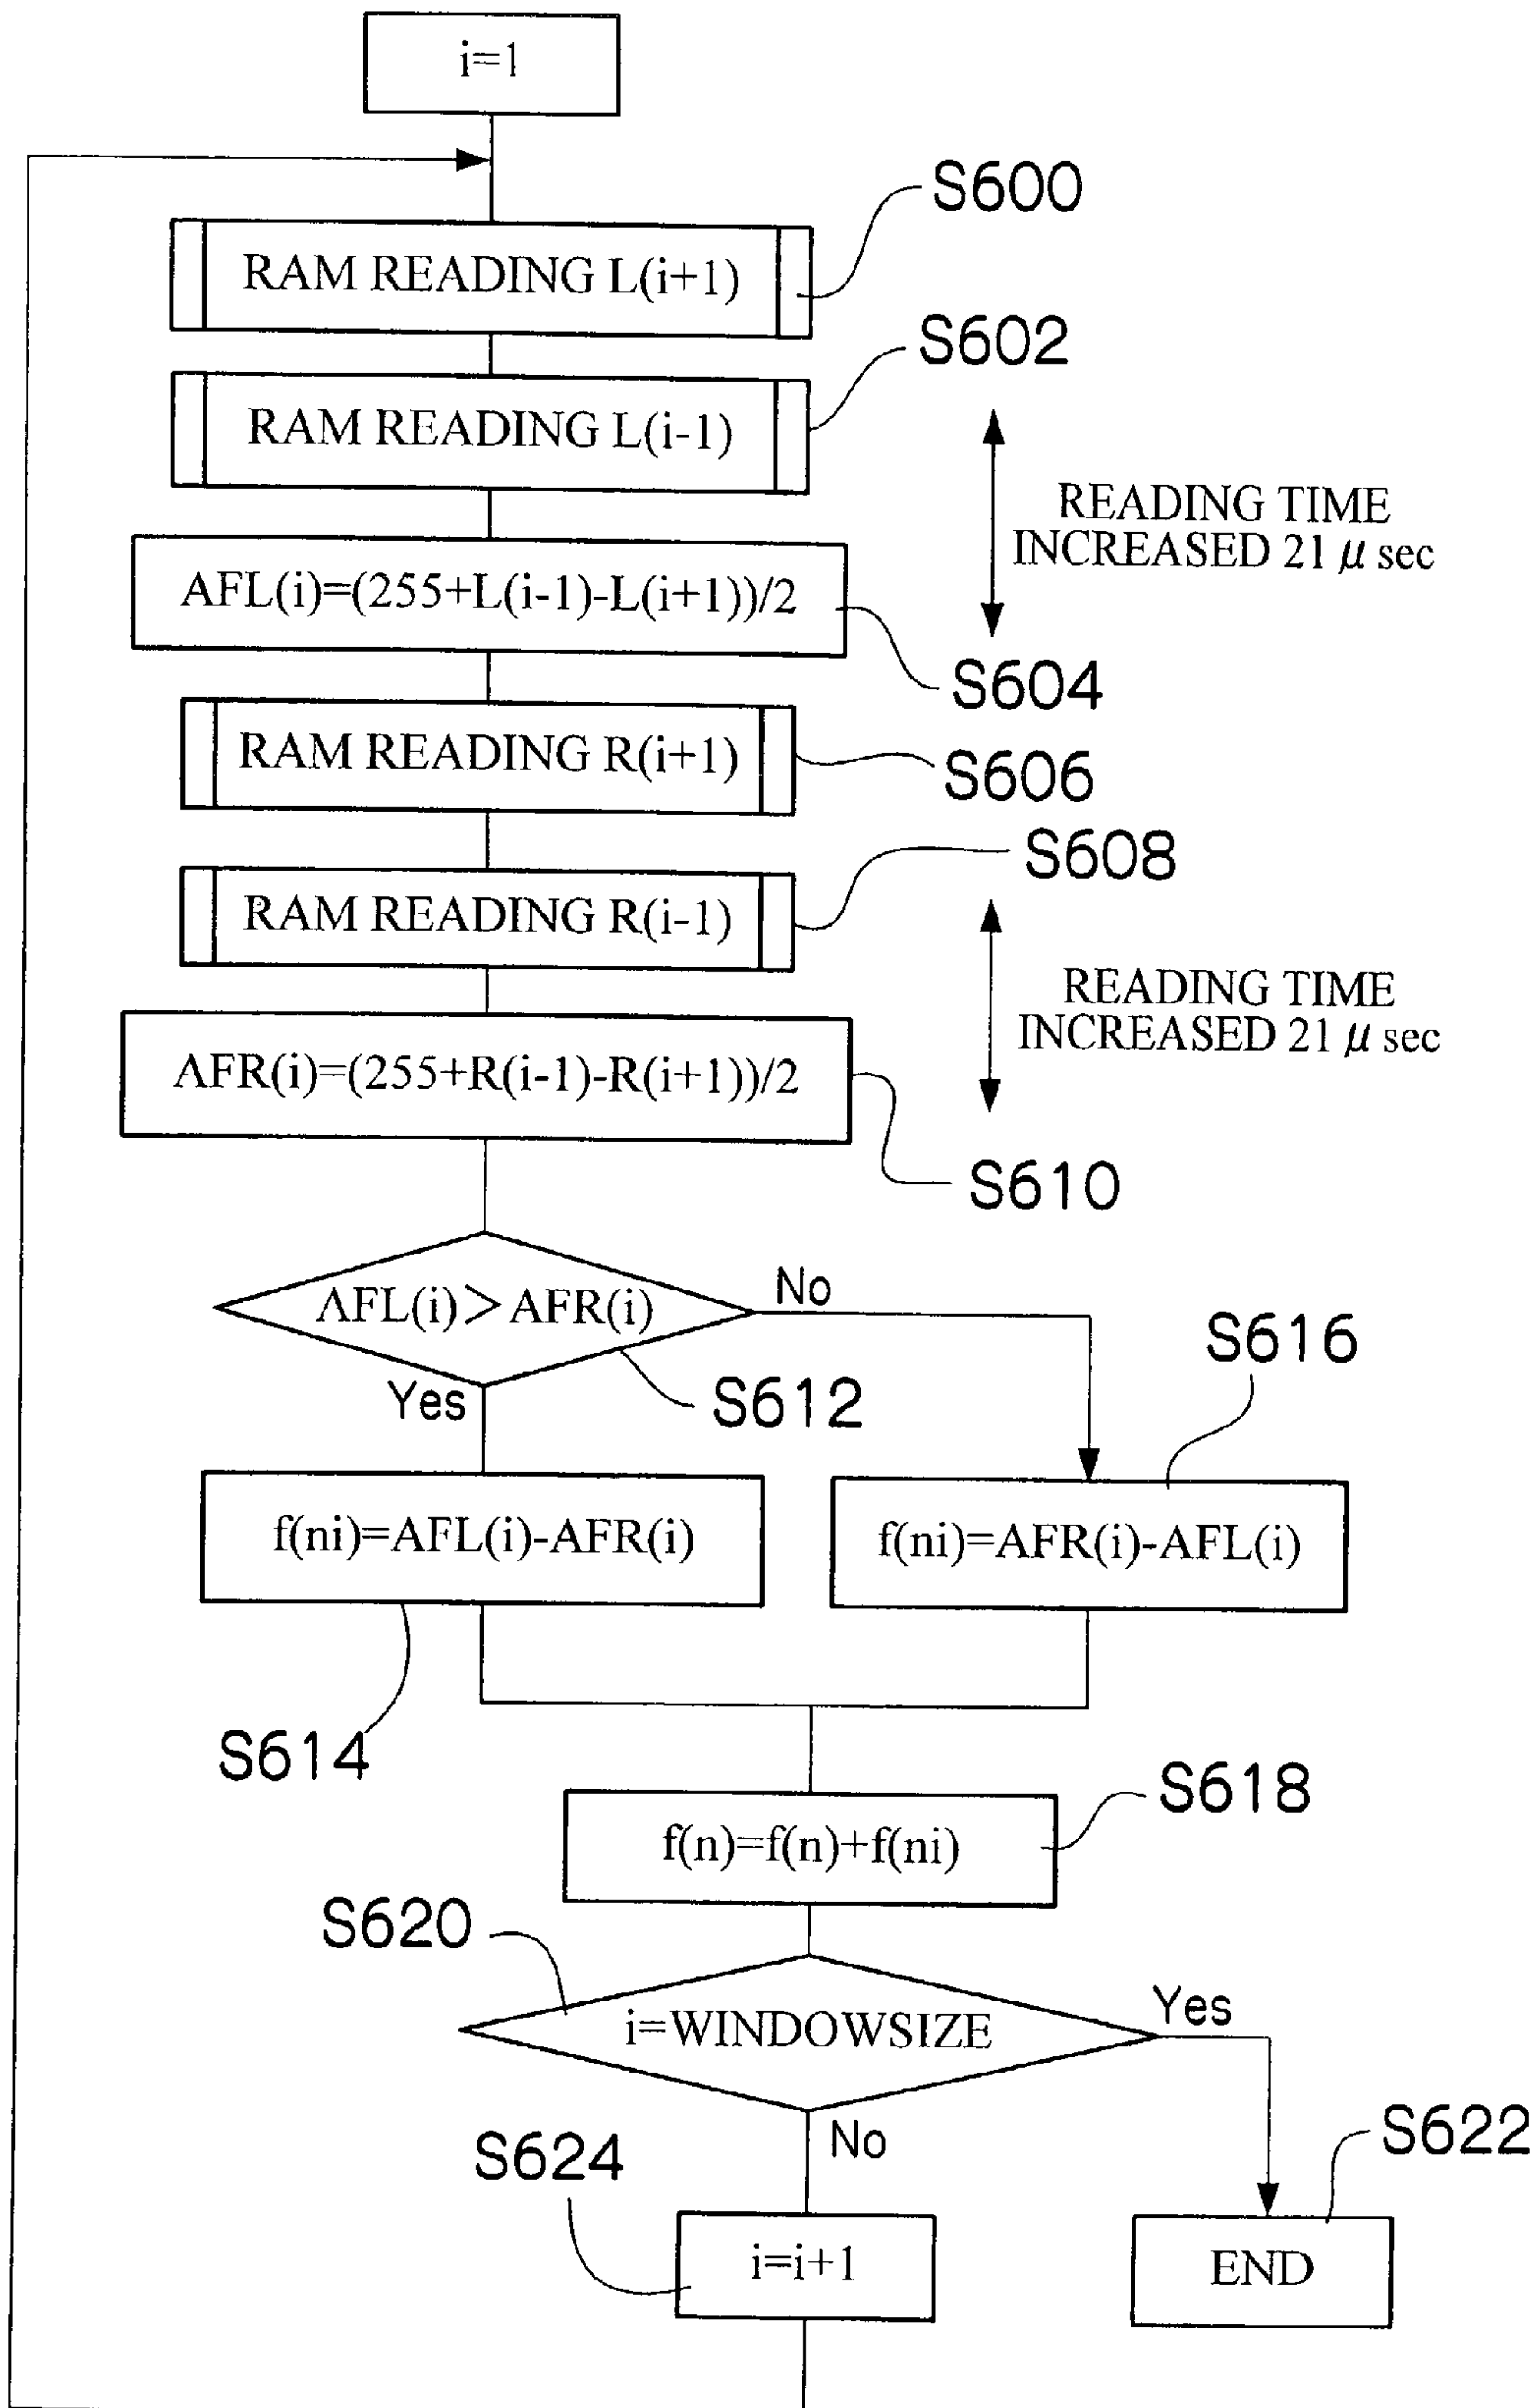 i=1
S600
RAM READING L(i+1)
S602
RAM READING L(i-1)
READING TIME
INCREASED 21 μ sec
AFL(i)=(255+L(i-1)-L(i+1))/2
S604
RAM READING R(i+1)
S606
S608
RAM READING R(i-1)
READING TIME
INCREASED 21 μ sec
AFR(i)=(255+R(i-1)-R(i+1))/2
S610
AFL(i)>AFR(i)
No
S616
Yes
S612
f(ni)=AFL(i)-AFR(i)
f(ni)=AFR(i)-AFL(i)
S614
S618
f(n)=f(n)+f(ni)
S620
i=WINDOWSIZE
Yes
No
S624
S622
i=i+1
END